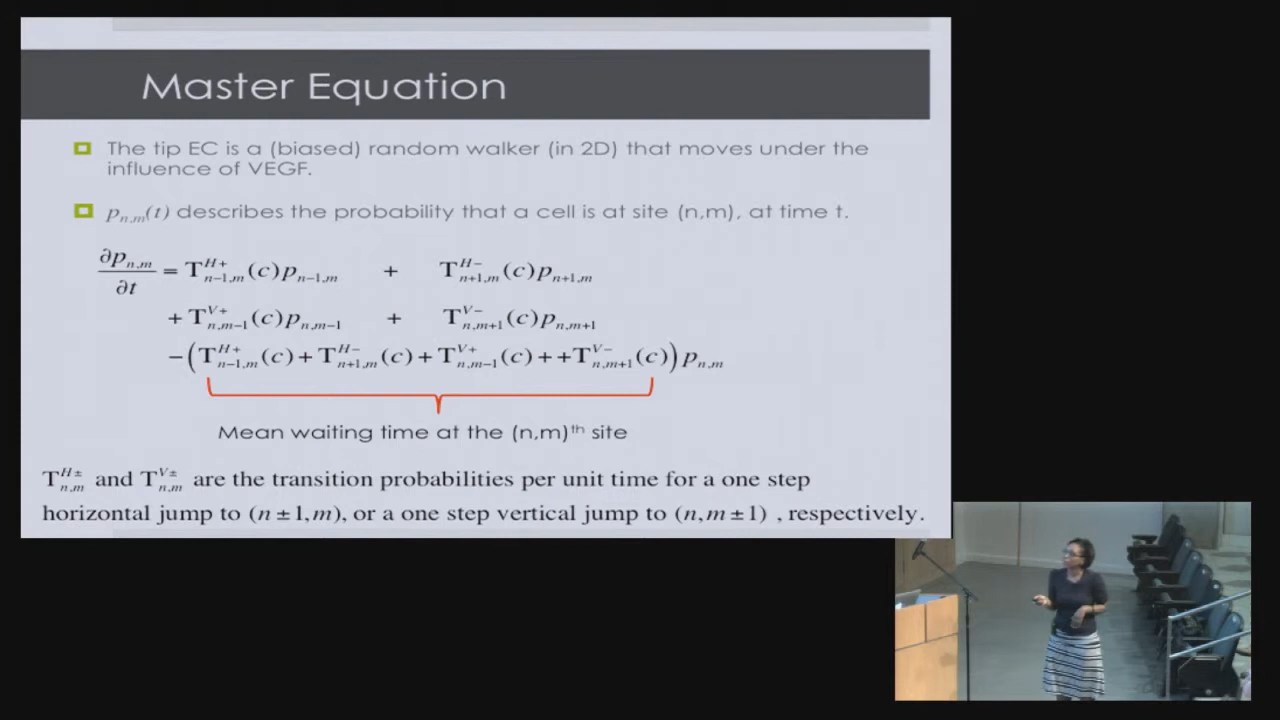 Master Equation
The tip EC is a (biased) random walker (in 2D) that moves under the
influence of VEGF.
pₙ,ₘ(t) describes the probability that a cell is at site (n,m), at time t.
∂p_{n,m}/∂t = T^{H+}_{n-1,m}(c)p_{n-1,m} + T^{H-}_{n+1,m}(c)p_{n+1,m}
+ T^{V+}_{n,m-1}(c)p_{n,m-1} + T^{V-}_{n,m+1}(c)p_{n,m+1}
-(T^{H+}_{n-1,m}(c) + T^{H-}_{n+1,m}(c) + T^{V+}_{n,m-1}(c) + +T^{V-}_{n,m+1}(c))p_{n,m}
Mean waiting time at the (n,m)ᵗʰ site
T^{H±}_{n,m} and T^{V±}_{n,m} are the transition probabilities per unit time for a one step
horizontal jump to (n ± 1, m), or a one step vertical jump to (n, m ± 1) , respectively.